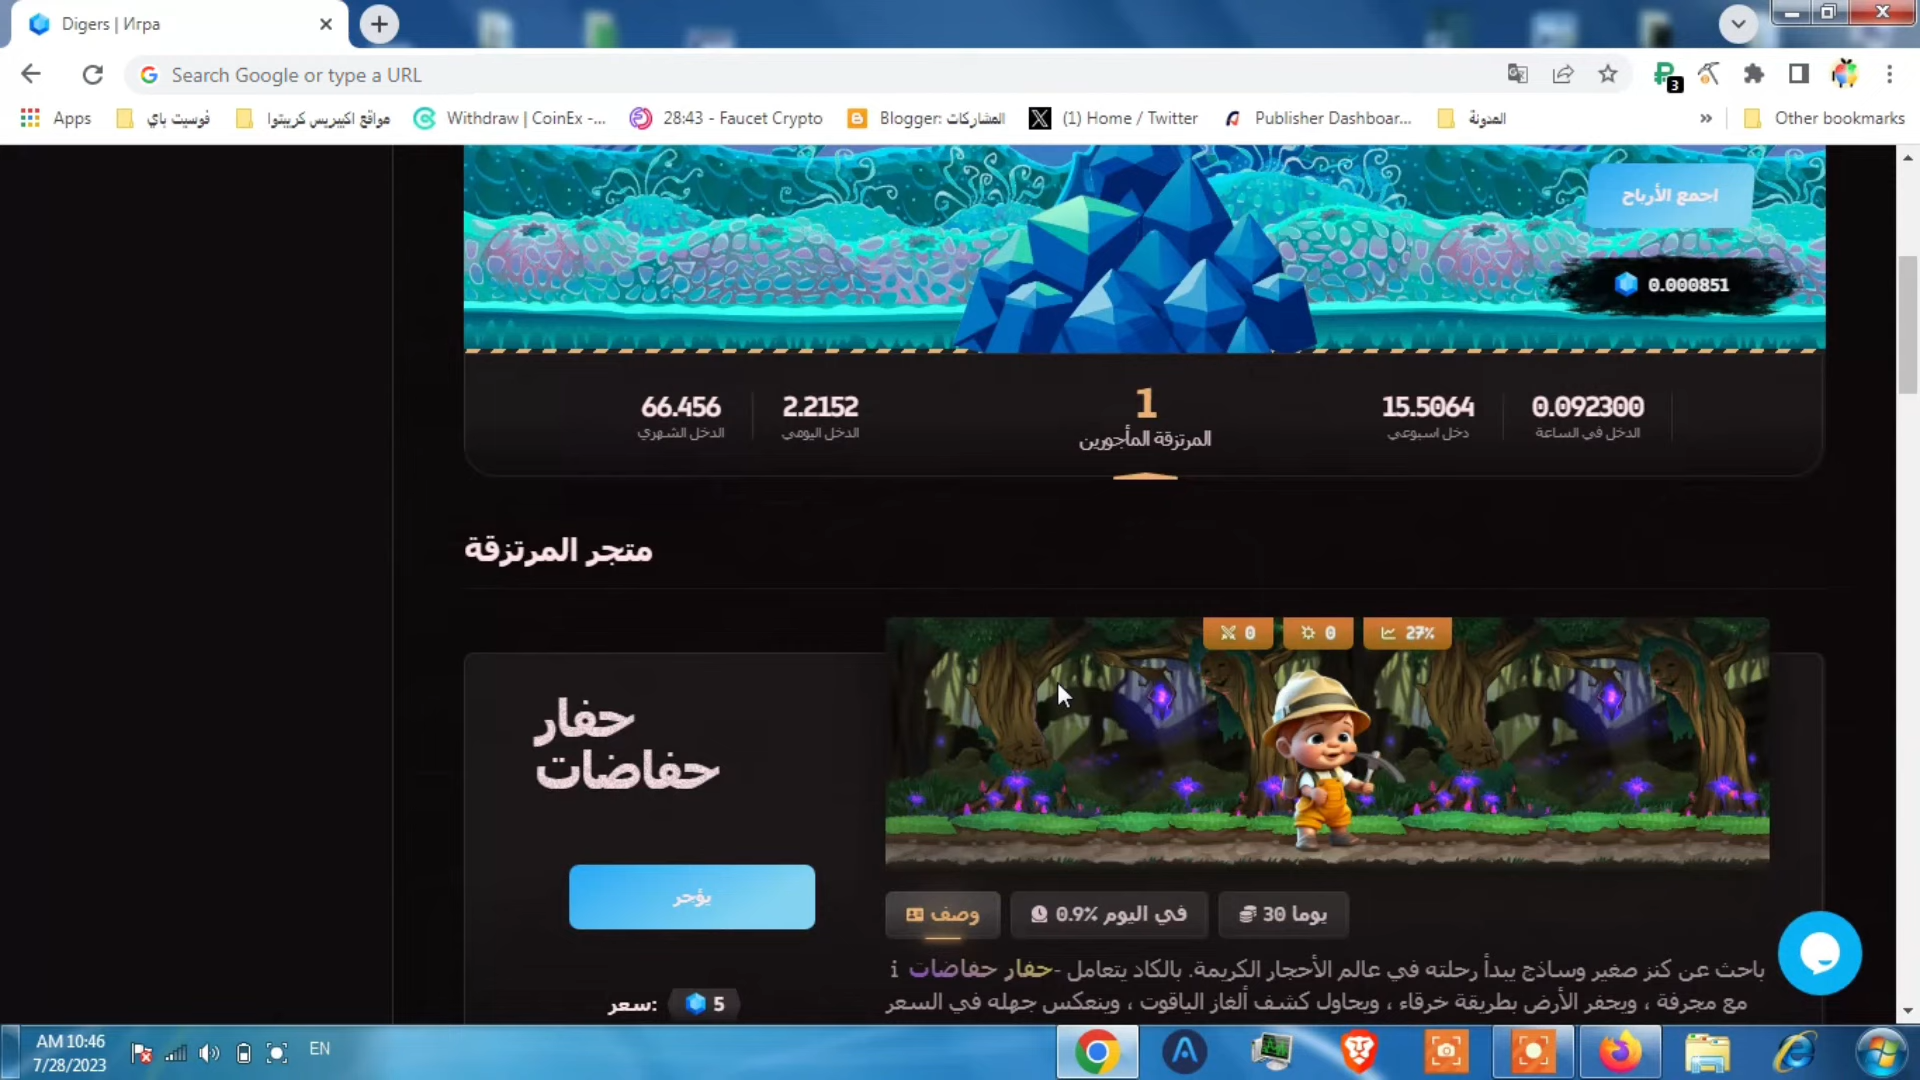 Digers | Игра
Search Google or type a URL
3
Apps
فوسيت باي
مواقع اكبيريس كريبتوا
Withdraw | CoinEx -...
28:43 - Faucet Crypto
Blogger: المشاركات
(1) Home / Twitter
Publisher Dashboar...
المدونة
»
Other bookmarks
اجمع الأرباح
0.000851
66.456
الدخل الشهري
2.2152
الدخل اليومي
1
المرتزقة المأجورين
15.5064
دخل اسبوعي
0.092300
الدخل في الساعة
متجر المرتزقة
0
0
27%
حفار
حفاضات
يؤجر
سعر:
5
وصف
0.9% في اليوم
30 يوما
i حفار حفاضات- باحث عن كنز صغير وساذج يبدأ رحلته في عالم الأحجار الكريمة. بالكاد يتعامل
مع مجرفة ، ويحفر الأرض بطريقة خرقاء ، ويحاول كشف ألغاز الياقوت ، وينعكس جهله في السعر
AM 10:46
7/28/2023
EN